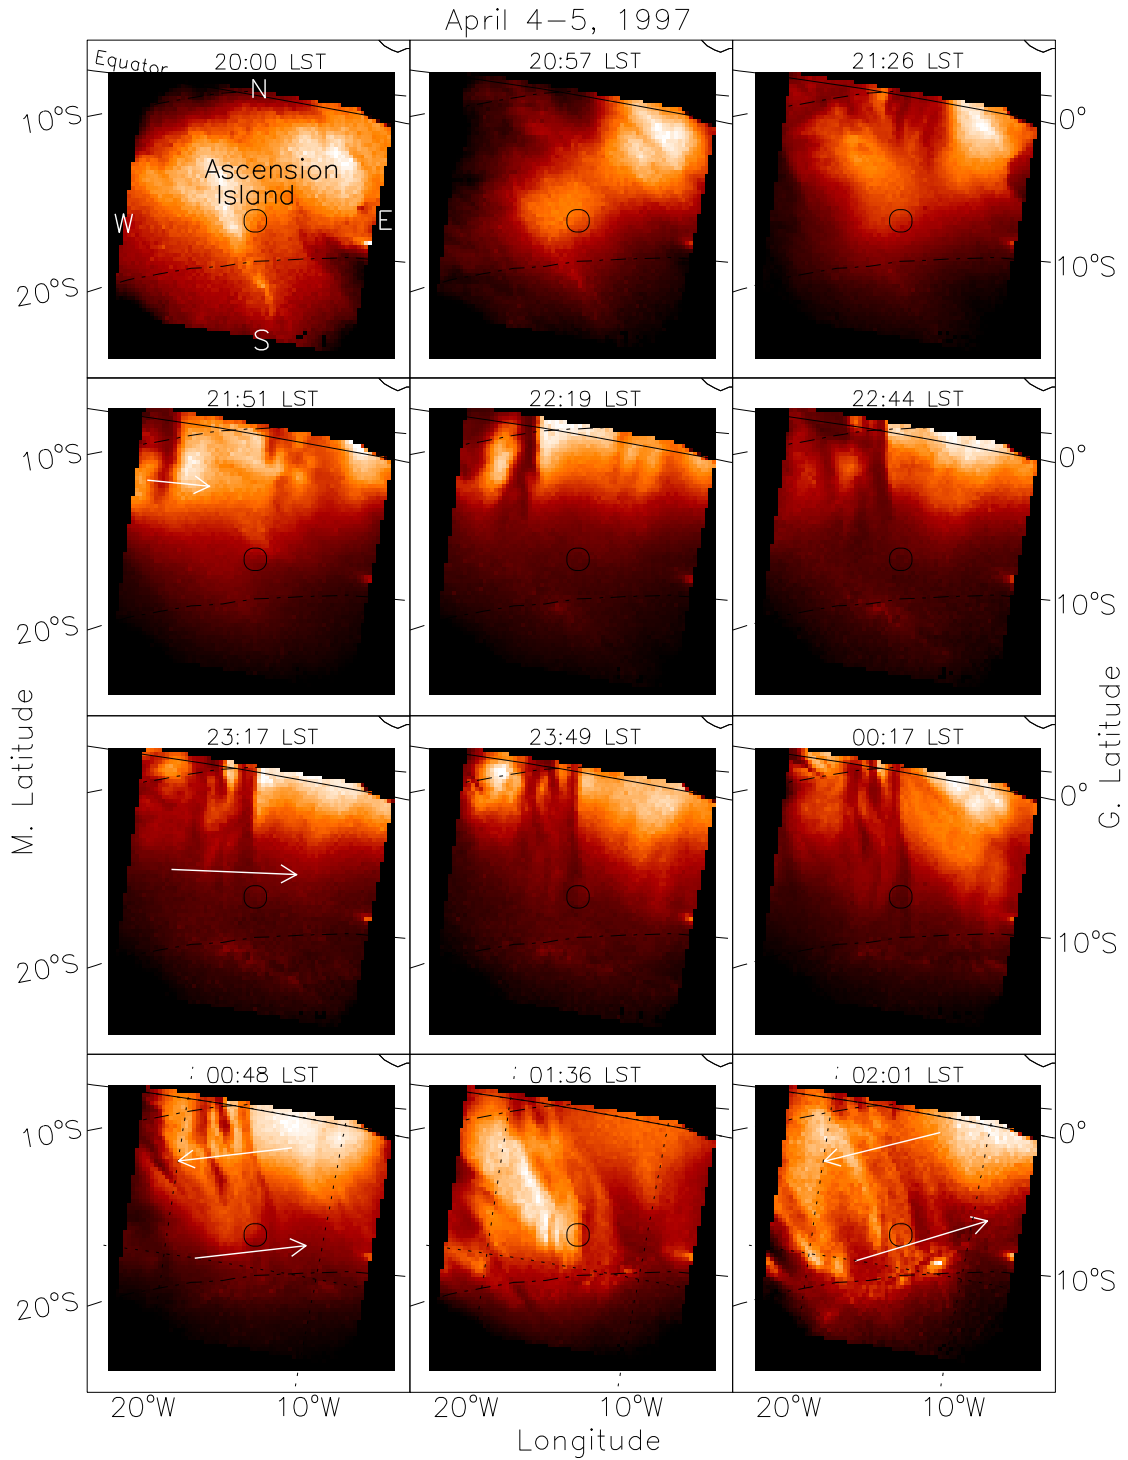 April 4-5, 1997
Equator
20:00 LST
20:57 LST
21:26 LST
N
Ascension
Island
W
E
S
10°S
20°S
0°
10°S
21:51 LST
22:19 LST
22:44 LST
10°S
20°S
0°
10°S
23:17 LST
23:49 LST
00:17 LST
20°S
0°
10°S
M. Latitude
G. Latitude
00:48 LST
01:36 LST
02:01 LST
10°S
20°S
0°
10°S
20°W
10°W
10°W
20°W
10°W
Longitude